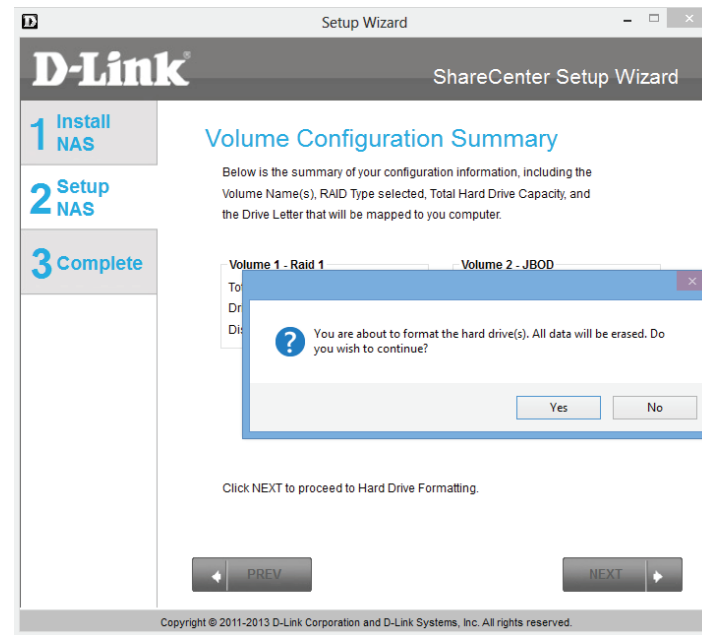 Setup Wizard
D-Link
ShareCenter Setup Wizard
1 Install
NAS
2 Setup
NAS
3 Complete
Volume Configuration Summary
Below is the summary of your configuration information, including the
Volume Name(s), RAID Type selected, Total Hard Drive Capacity, and
the Drive Letter that will be mapped to you computer.
Volume 1 - Raid 1
Volume 2 - JBOD
You are about to format the hard drive(s). All data will be erased. Do
you wish to continue?
Yes
No
Click NEXT to proceed to Hard Drive Formatting.
PREV
NEXT
Copyright © 2011-2013 D-Link Corporation and D-Link Systems, Inc. All rights reserved.